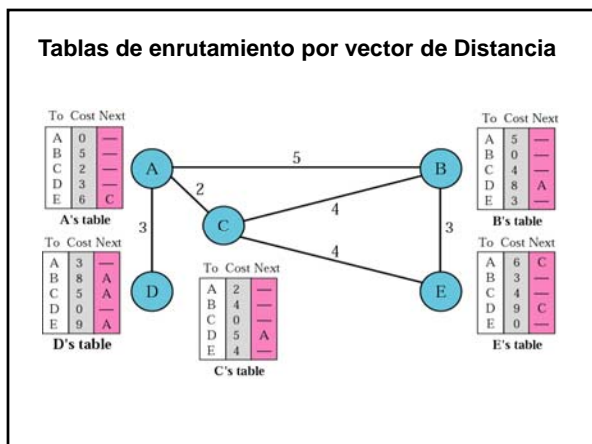 Tablas de enrutamiento por vector de Distancia
To Cost Next
A 0 —
B 5 —
C 2 —
D 3 —
E 6 C
A's table
To Cost Next
A 5 —
B 0 —
C 4 —
D 8 A
E 3 —
B's table
A
5
B
2
C
4
3
4
3
D
E
To Cost Next
A 3 —
B 8 A
C 5 A
D 0 —
E 9 A
D's table
To Cost Next
A 2 —
B 4 —
C 0 —
D 5 A
E 4 —
C's table
To Cost Next
A 6 C
B 3 —
C 4 —
D 9 C
E 0 —
E's table